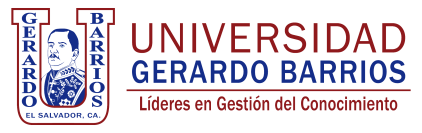 GERARDO
BARRIOS
EL SALVADOR, CA.
UNIVERSIDAD
GERARDO BARRIOS
Líderes en Gestión del Conocimiento